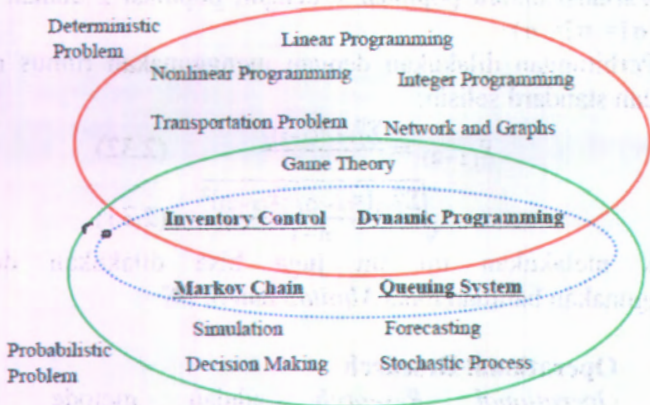 Deterministic
Problem
Linear Programming
Nonlinear Programming
Integer Programming
Transportation Problem
Network and Graphs
Game Theory
Inventory Control
Dynamic Programming
Markov Chain
Queuing System
Simulation
Forecasting
Probabilistic
Problem
Decision Making
Stochastic Process